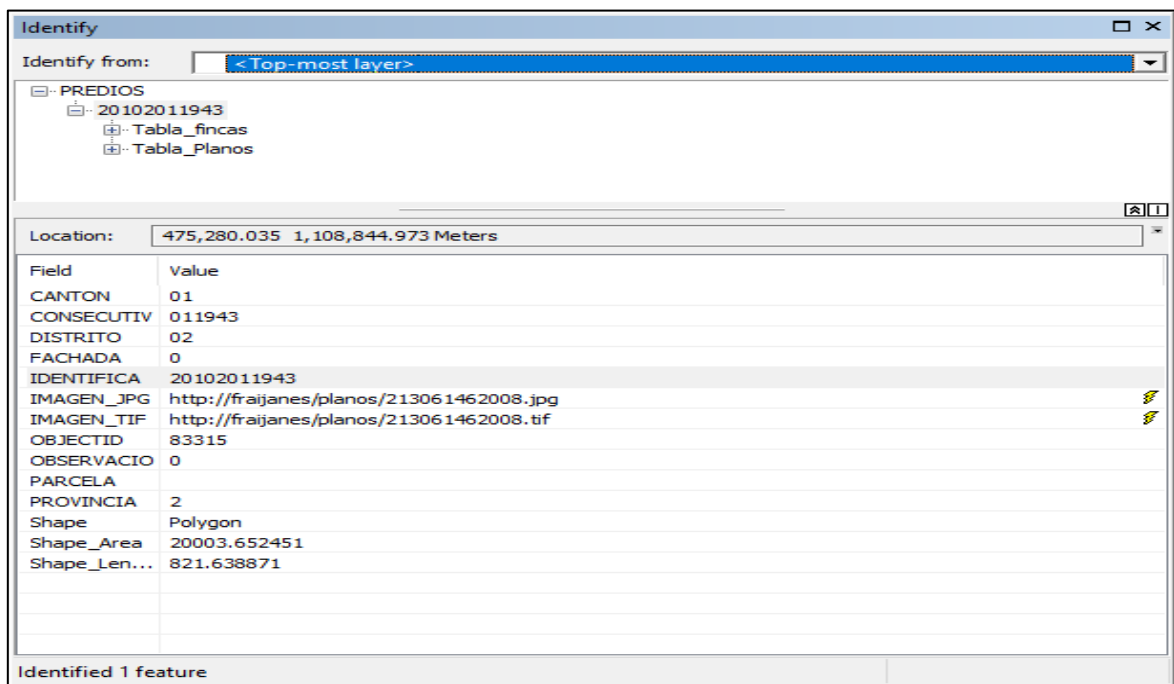 Identify
Identify from: <Top-most layer>
PREDIOS
20102011943
Tabla_fincas
Tabla_Planos
Location: 475,280.035 1,108,844.973 Meters
Field Value
CANTON 01
CONSECUTIV 011943
DISTRITO 02
FACHADA 0
IDENTIFICA 20102011943
IMAGEN_JPG http://fraijanes/planos/213061462008.jpg
IMAGEN_TIF http://fraijanes/planos/213061462008.tif
OBJECTID 83315
OBSERVACIO 0
PARCELA
PROVINCIA 2
Shape Polygon
Shape_Area 20003.652451
Shape_Len... 821.638871
Identified 1 feature